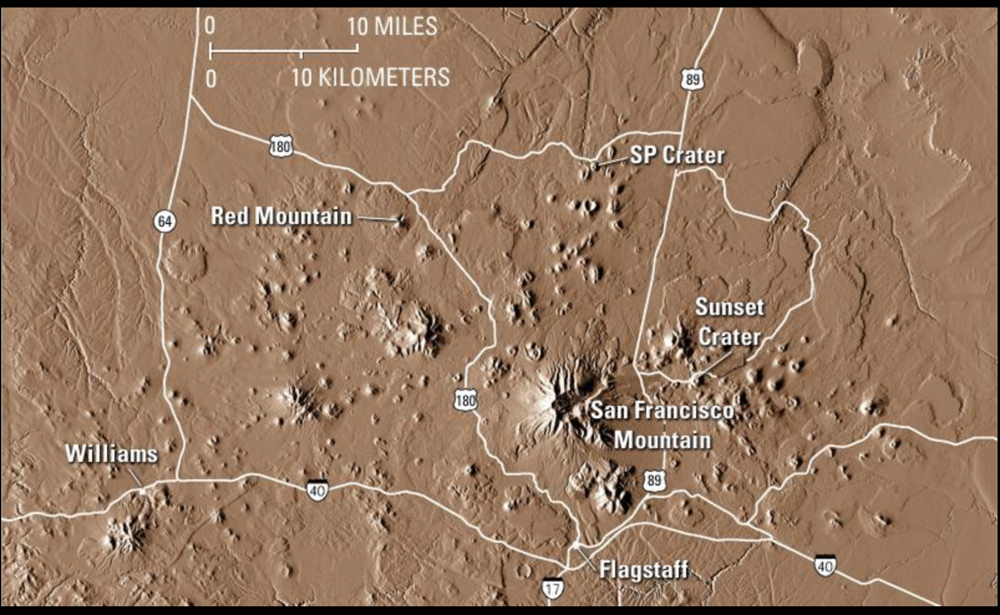 0 10 MILES
0 10 KILOMETERS
89
180
SP Crater
Red Mountain
64
Sunset
Crater
180
San Francisco
Mountain
Williams
89
40
Flagstaff
40
17